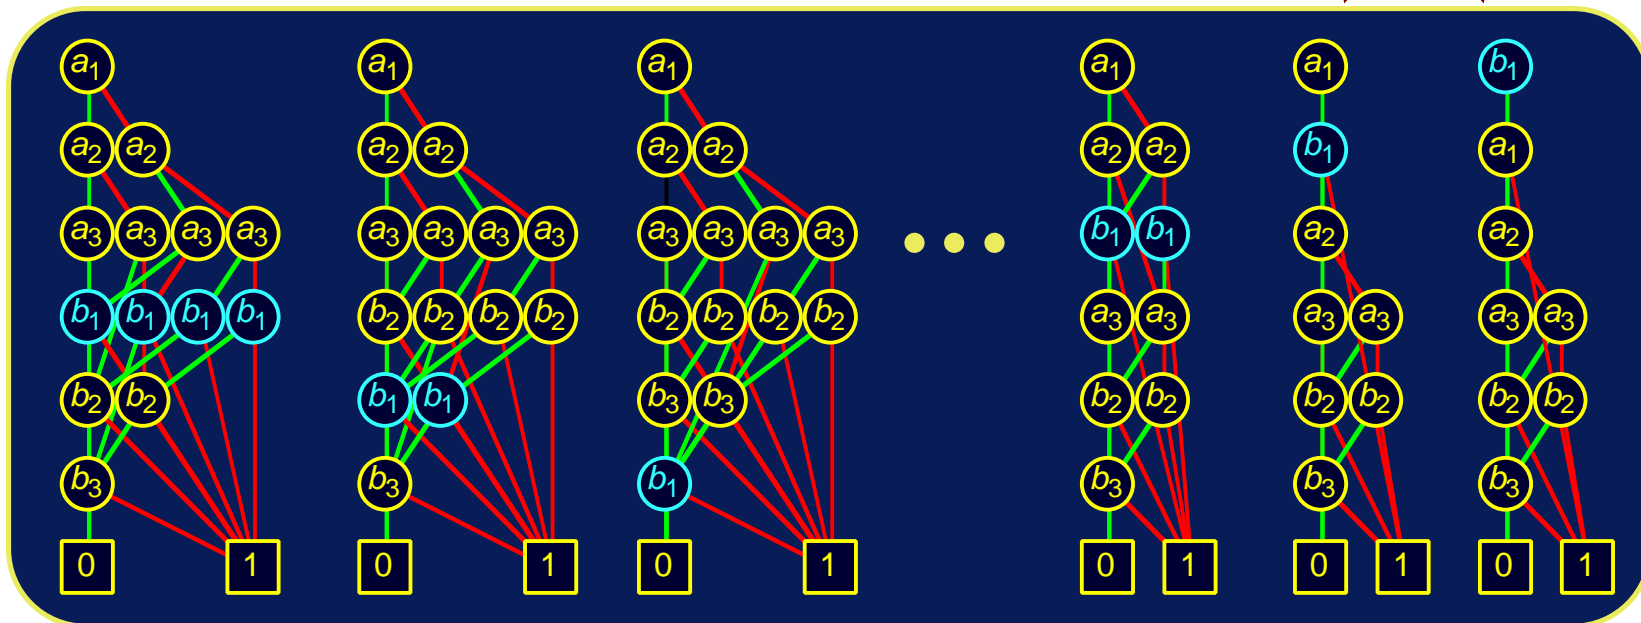 a1 a1 a1 a1 a1 b1
a2 a2 a2 a2 a2 a2 a2 a2 b1 a1
a3 a3 a3 a3 a3 a3 a3 a3 a3 a3 a3 a3 b1 b1 a2 a2
b1 b1 b1 b1 b2 b2 b2 b2 b2 b2 b2 b2 a3 a3 a3 a3 a3 a3
b2 b2 b1 b1 b3 b3 b2 b2 b2 b2 b2 b2
b3 b3 b1 b3 b3 b3
0 1 0 1 0 1 0 1 0 1 0 1